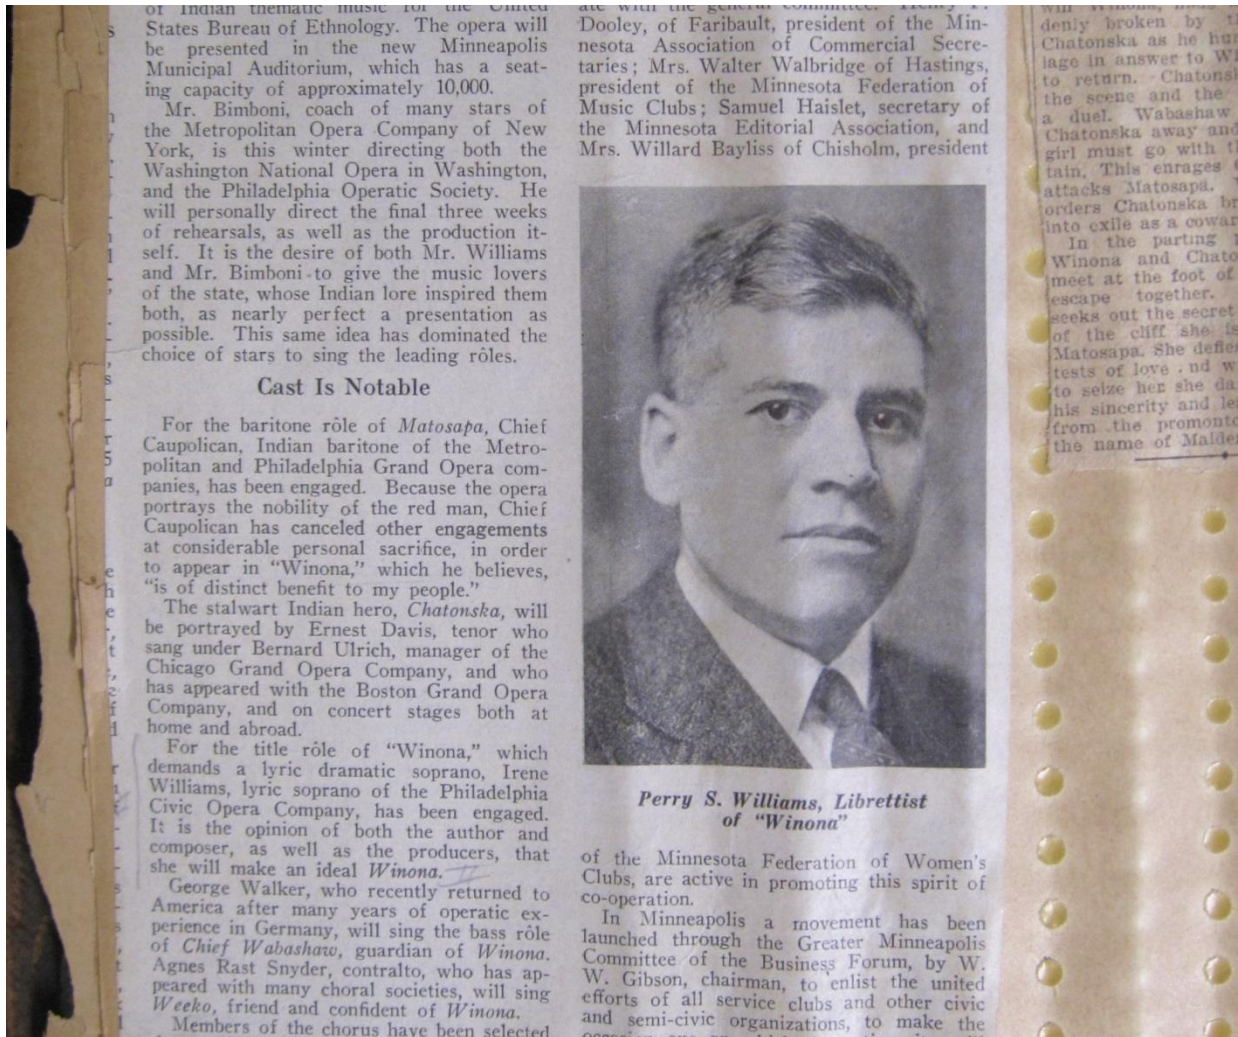 of Indian thematic music for the United
States Bureau of Ethnology. The opera will
be presented in the new Minneapolis
Municipal Auditorium, which has a seat-
ing capacity of approximately 10,000.
Mr. Bimboni, coach of many stars of
the Metropolitan Opera Company of New
York, is this winter directing both the
Washington National Opera in Washington,
and the Philadelphia Operatic Society. He
will personally direct the final three weeks
of rehearsals, as well as the production it-
self. It is the desire of both Mr. Williams
and Mr. Bimboni to give the music lovers
of the state, whose Indian lore inspired them
both, as nearly perfect a presentation as
possible. This same idea has dominated the
choice of stars to sing the leading rôles.
Cast Is Notable
For the baritone rôle of Matosapa, Chief
Caupolican, Indian baritone of the Metro-
politan and Philadelphia Grand Opera com-
panies, has been engaged. Because the opera
portrays the nobility of the red man, Chief
Caupolican has canceled other engagements
at considerable personal sacrifice, in order
to appear in "Winona," which he believes,
"is of distinct benefit to my people."
The stalwart Indian hero, Chatonska, will
be portrayed by Ernest Davis, tenor who
sang under Bernard Ulrich, manager of the
Chicago Grand Opera Company, and who
has appeared with the Boston Grand Opera
Company, and on concert stages both at
home and abroad.
For the title rôle of "Winona," which
demands a lyric dramatic soprano, Irene
Williams, lyric soprano of the Philadelphia
Civic Opera Company, has been engaged.
It is the opinion of both the author and
composer, as well as the producers, that
she will make an ideal Winona.
George Walker, who recently returned to
America after many years of operatic ex-
perience in Germany, will sing the bass rôle
of Chief Wabashaw, guardian of Winona.
Agnes Rast Snyder, contralto, who has ap-
peared with many choral societies, will sing
Weeko, friend and confident of Winona.
Members of the chorus have been selected
ate with the general committee. Henry
Dooley, of Faribault, president of the Min-
nesota Association of Commercial Secre-
taries; Mrs. Walter Walbridge of Hastings,
president of the Minnesota Federation of
Music Clubs; Samuel Haislet, secretary of
the Minnesota Editorial Association, and
Mrs. Willard Bayliss of Chisholm, president
Perry S. Williams, Librettist
of "Winona"
of the Minnesota Federation of Women's
Clubs, are active in promoting this spirit of
co-operation.
In Minneapolis a movement has been
launched through the Greater Minneapolis
Committee of the Business Forum, by W.
W. Gibson, chairman, to enlist the united
efforts of all service clubs and other civic
and semi-civic organizations, to make the
denly broken by
Chatonska as he
in answer to
to return. Chatonska
the scene and the
a duel. Wabashaw
Chatonska away and
girl must go with
tain. This enrages
attacks Matosapa.
orders Chatonska
into exile as a
In the parting
Winona and
meet at the foot of
escape together.
seeks out the secret
of the cliff she is
Matosapa. She
tests of love
to seize her she
his sincerity and
from the
the name of